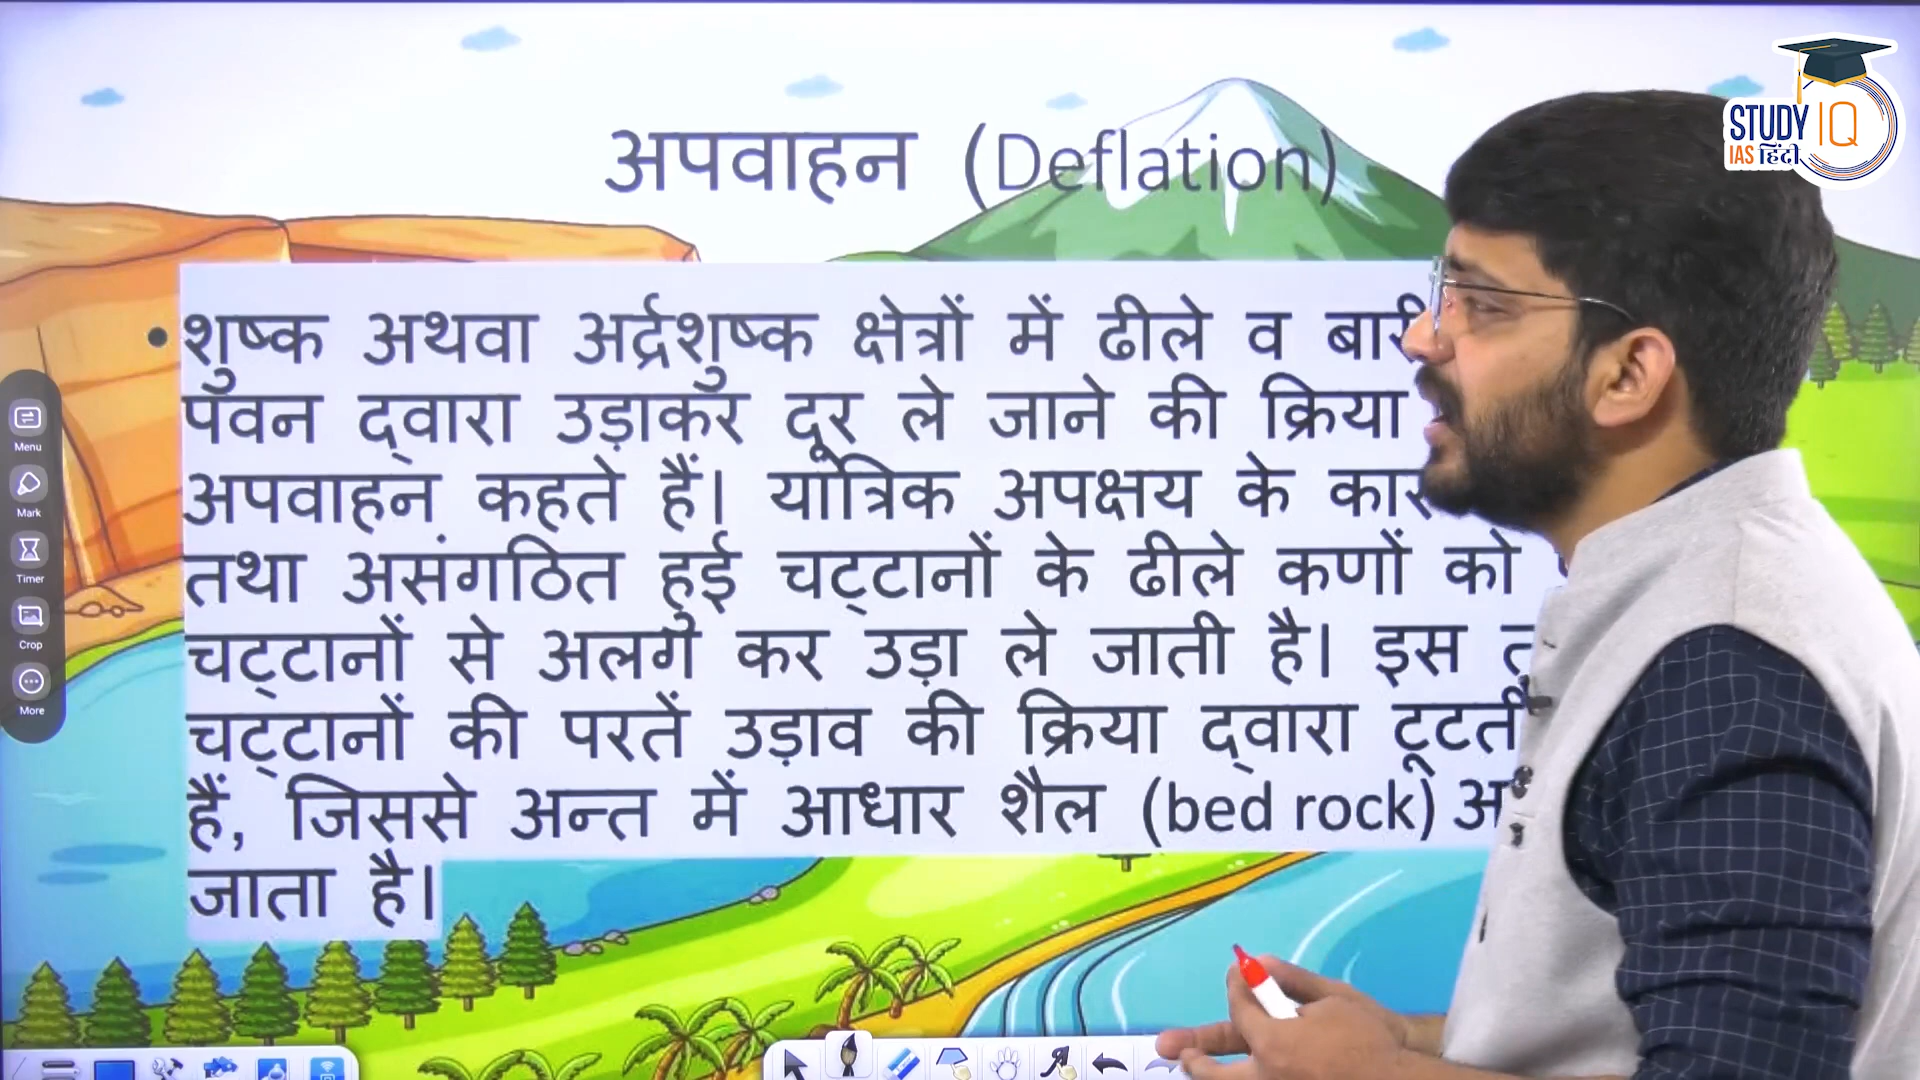 STUDY IQ
IAS हिंदी
अपवाहन (Deflation)
शुष्क अथवा अर्द्रशुष्क क्षेत्रों में ढीले व
पवन द्वारा उड़ाकर दूर ले जाने की क्रिया
अपवाहन कहते हैं। यांत्रिक अपक्षय के
तथा असंगठित हुई चट्टानों के ढीले कणों को
चट्टानों से अलग कर उड़ा ले जाती है। इस
चट्टानों की परतें उड़ाव की क्रिया द्वारा टूटती
हैं, जिससे अन्त में आधार शैल (bed rock)
जाता है।
Menu
Mark
Timer
Crop
More